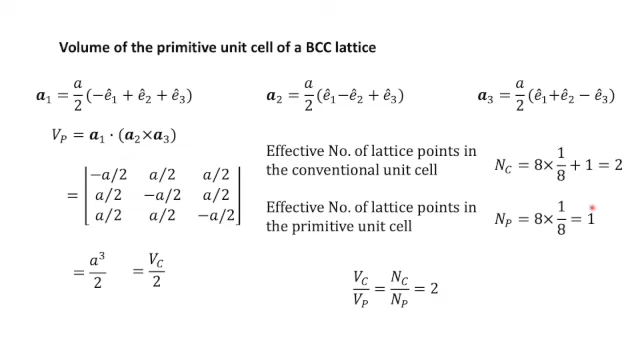 Volume of the primitive unit cell of a BCC lattice
𝒂₁ = a/2 (−ê₁ + ê₂ + ê₃)
𝒂₂ = a/2 (ê₁−ê₂ + ê₃)
𝒂₃ = a/2 (ê₁+ê₂ − ê₃)
V_P = 𝒂₁ · (𝒂₂×𝒂₃)
= | −a/2 a/2 a/2 |
| a/2 −a/2 a/2 |
| a/2 a/2 −a/2 |
= a³/2 = V_C/2
Effective No. of lattice points in
the conventional unit cell
N_C = 8× 1/8 + 1 = 2
Effective No. of lattice points in
the primitive unit cell
N_P = 8× 1/8 = 1
V_C/V_P = N_C/N_P = 2